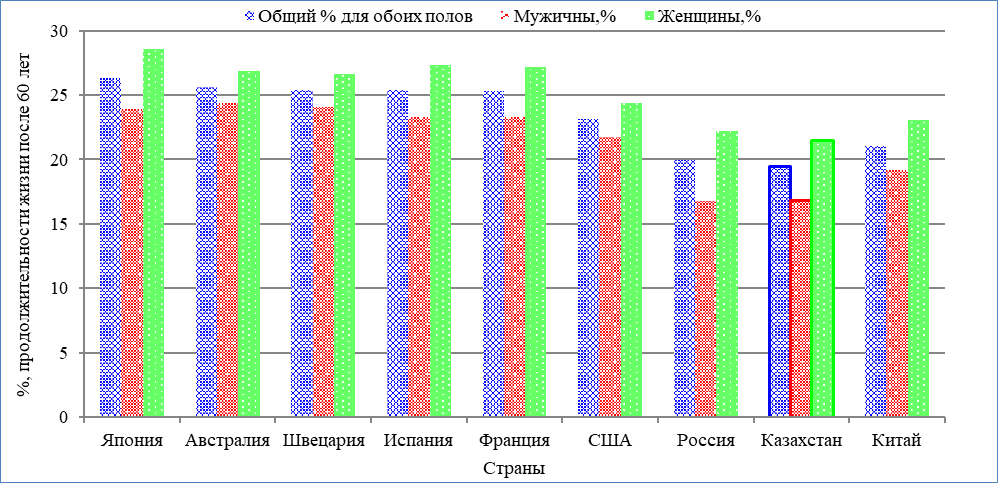 Общий % для обоих полов Мужичны,% Женщины,%
%, продолжительности жизни после 60 лет
30
25
20
15
10
5
0
Япония Австралия Швецария Испания Франция США Россия Казахстан Китай
Страны